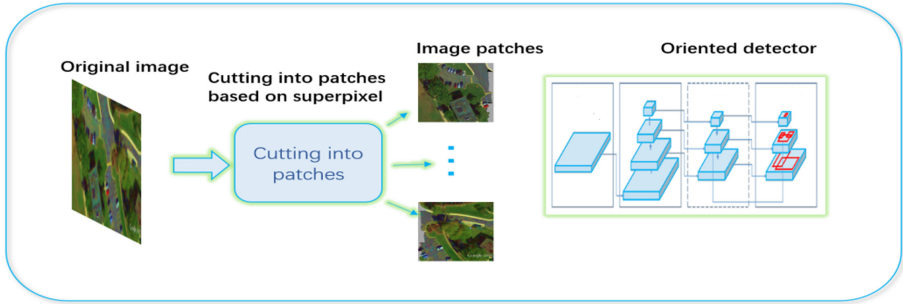 Original image
Cutting into patches
based on superpixel
Cutting into
patches
Image patches
Oriented detector